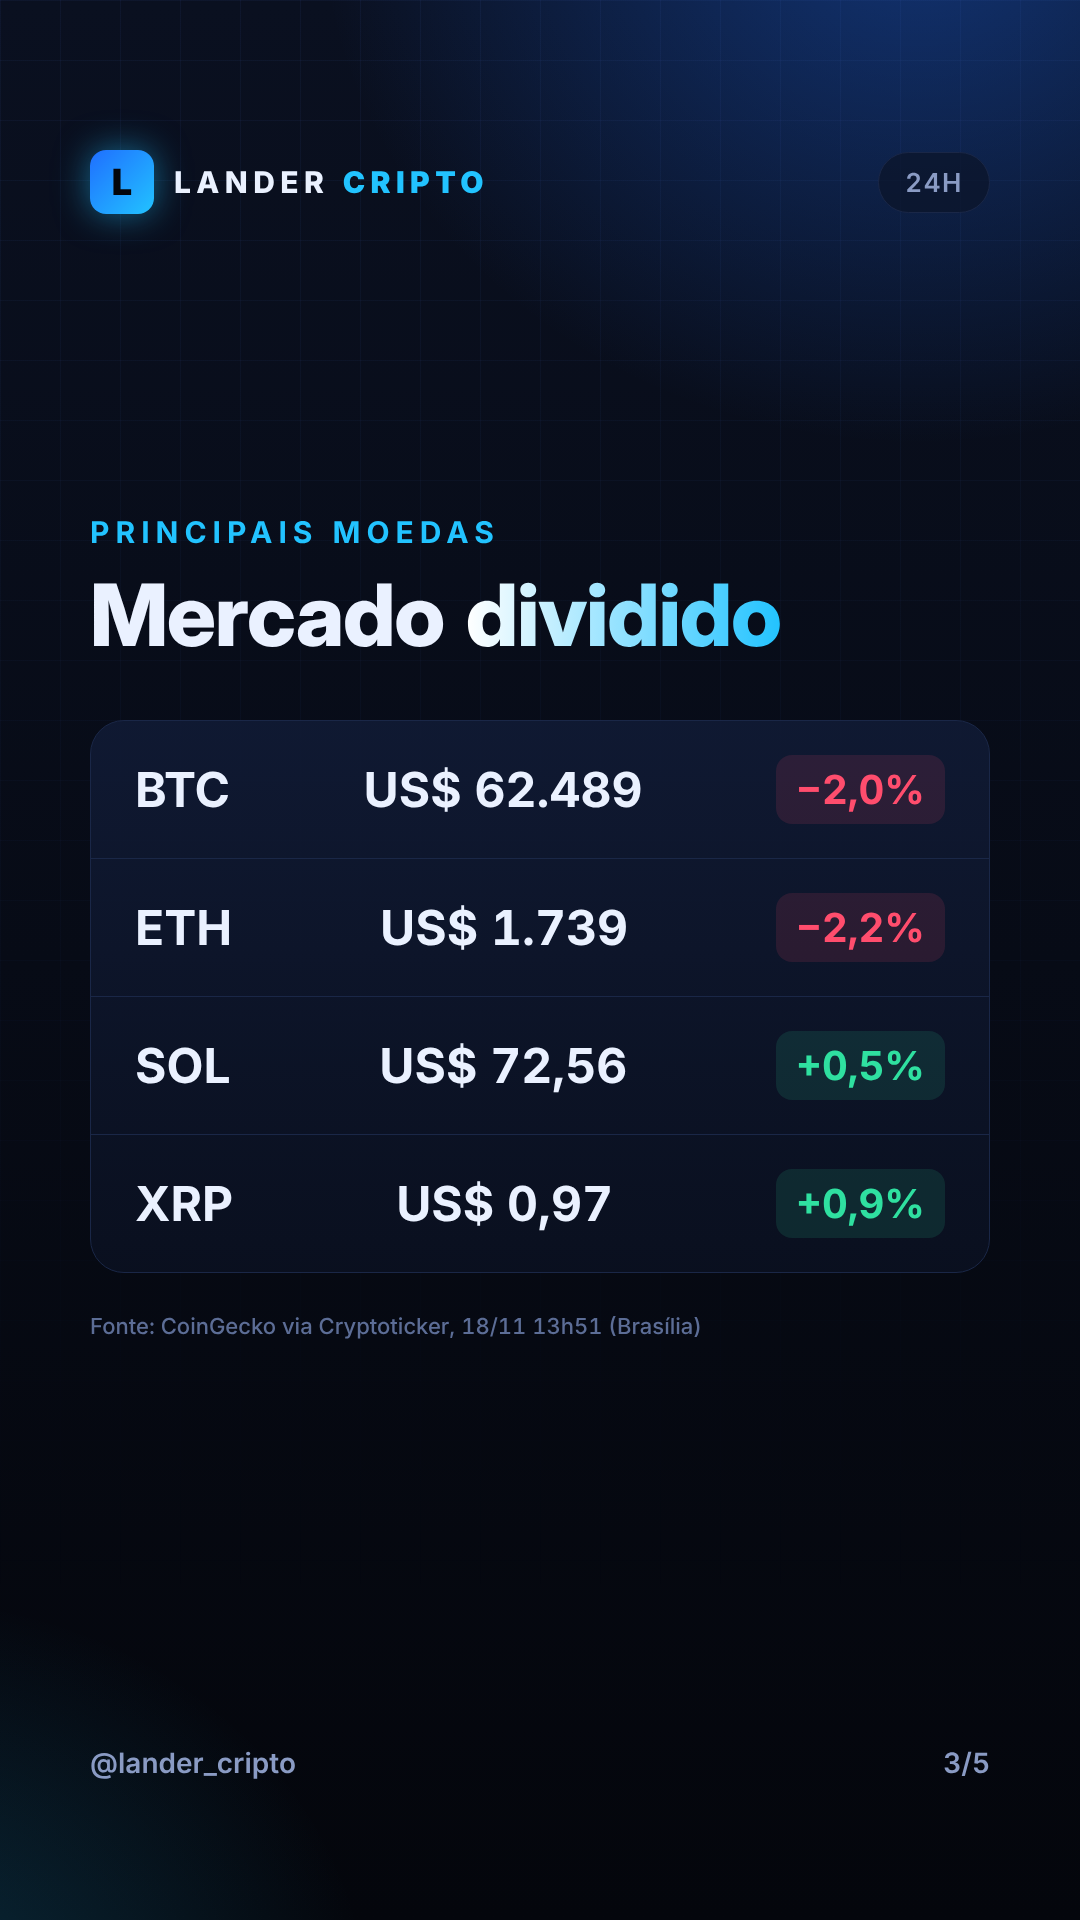 L LANDER CRIPTO 24H
PRINCIPAIS MOEDAS
Mercado dividido
BTC US$ 62.489 −2,0%
ETH US$ 1.739 −2,2%
SOL US$ 72,56 +0,5%
XRP US$ 0,97 +0,9%
Fonte: CoinGecko via Cryptoticker, 18/11 13h51 (Brasília)
@lander_cripto 3/5